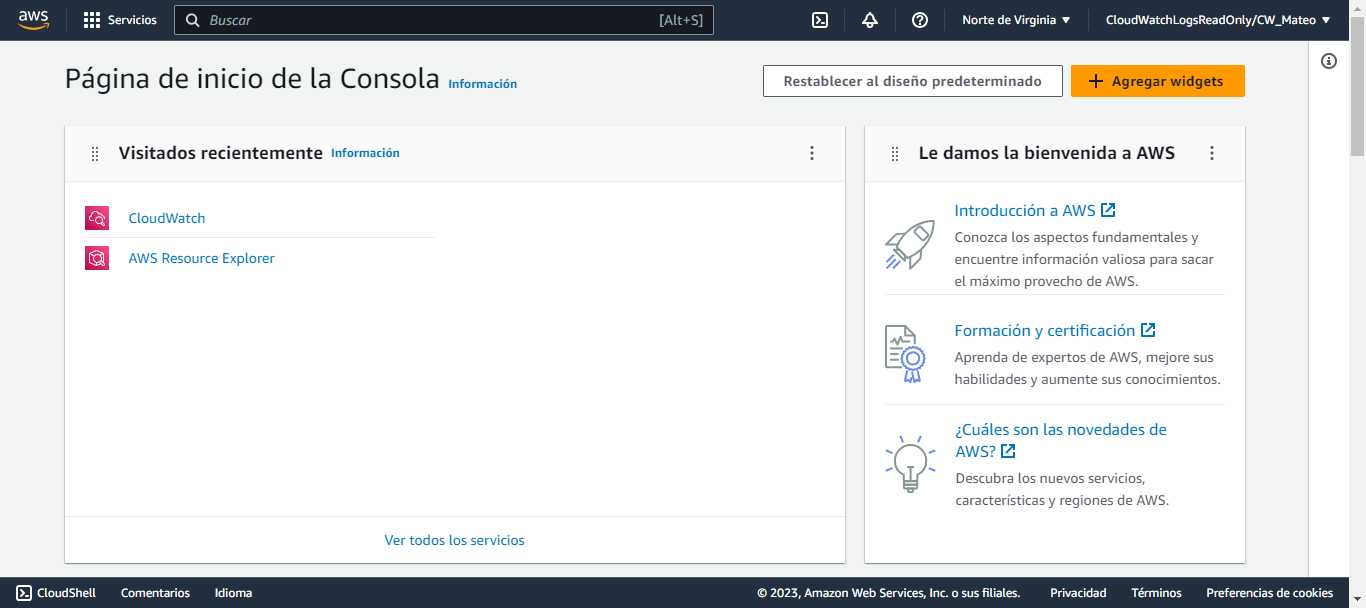 aws
Servicios
Buscar
[Alt+S]
Norte de Virginia
CloudWatchLogsReadOnly/CW_Mateo
Página de inicio de la Consola
Información
Restablecer al diseño predeterminado
Agregar widgets
Visitados recientemente
Información
CloudWatch
AWS Resource Explorer
Ver todos los servicios
Le damos la bienvenida a AWS
Introducción a AWS
Conozca los aspectos fundamentales y
encuentre información valiosa para sacar
el máximo provecho de AWS.
Formación y certificación
Aprenda de expertos de AWS, mejore sus
habilidades y aumente sus conocimientos.
¿Cuáles son las novedades de
AWS?
Descubra los nuevos servicios,
características y regiones de AWS.
CloudShell
Comentarios
Idioma
© 2023, Amazon Web Services, Inc. o sus filiales.
Privacidad
Términos
Preferencias de cookies